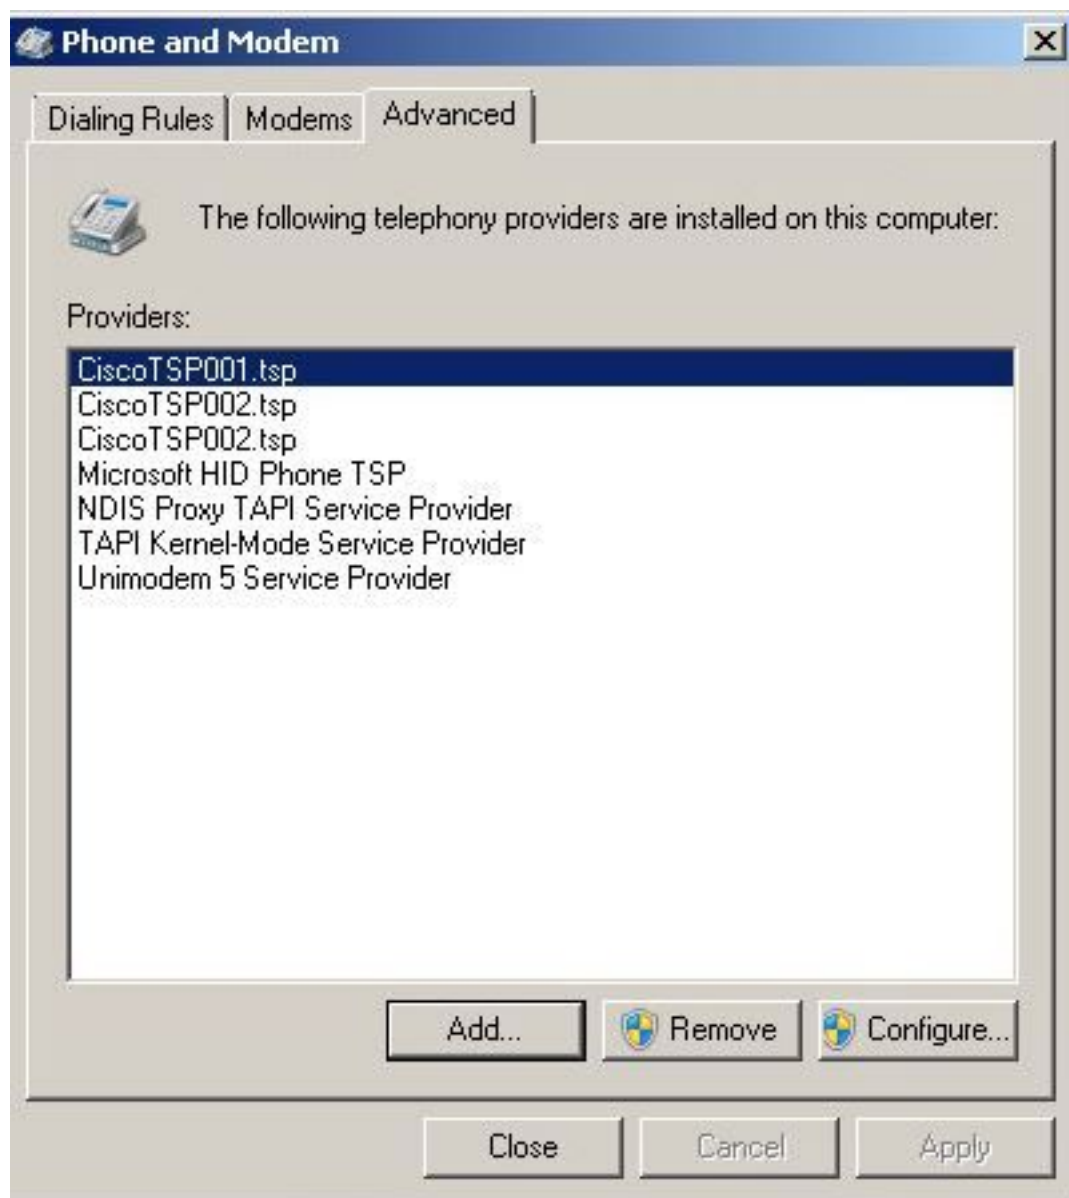 Phone and Modem
Dialing Rules Modems Advanced
The following telephony providers are installed on this computer:
Providers:
CiscoTSP001.tsp
CiscoTSP002.tsp
CiscoTSP002.tsp
Microsoft HID Phone TSP
NDIS Proxy TAPI Service Provider
TAPI Kernel-Mode Service Provider
Unimodem 5 Service Provider
Add... Remove Configure...
Close Cancel Apply